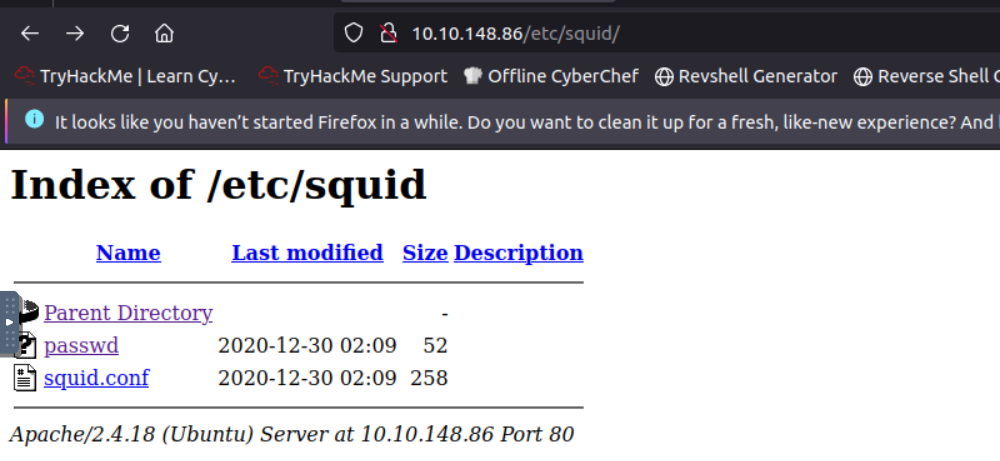 10.10.148.86/etc/squid/
TryHackMe | Learn Cy... TryHackMe Support Offline CyberChef Revshell Generator Reverse Shell
It looks like you haven't started Firefox in a while. Do you want to clean it up for a fresh, like-new experience? And
Index of /etc/squid
Name Last modified Size Description
Parent Directory -
passwd 2020-12-30 02:09 52
squid.conf 2020-12-30 02:09 258
Apache/2.4.18 (Ubuntu) Server at 10.10.148.86 Port 80